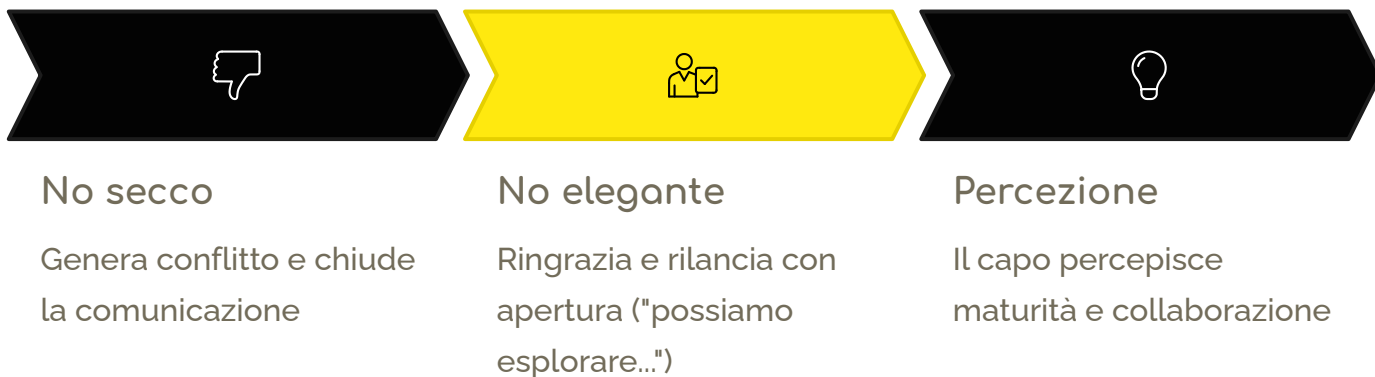 No secco
Genera conflitto e chiude
la comunicazione
No elegante
Ringrazia e rilancia con
apertura ("possiamo
esplorare...")
Percezione
Il capo percepisce
maturità e collaborazione